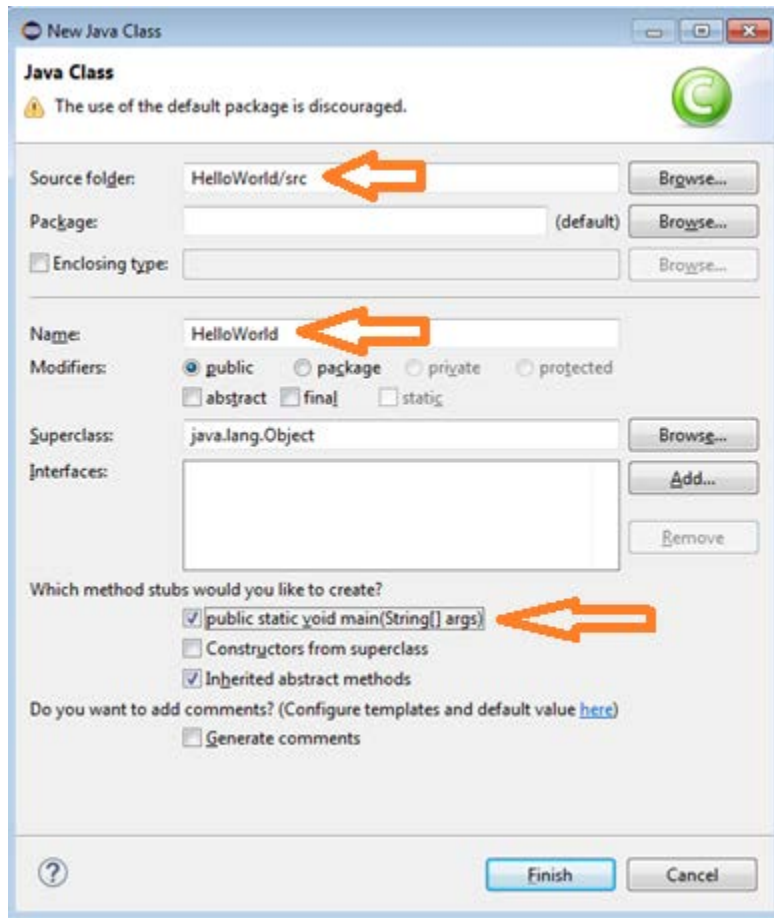 New Java Class
Java Class
The use of the default package is discouraged.
Source folder: HelloWorld/src Browse...
Package: (default) Browse...
Enclosing type: Browse...
Name: HelloWorld
Modifiers: public package private protected
abstract final static
Superclass: java.lang.Object Browse...
Interfaces: Add...
Remove
Which method stubs would you like to create?
public static void main(String[] args)
Constructors from superclass
Inherited abstract methods
Do you want to add comments? (Configure templates and default value here)
Generate comments
? Finish Cancel